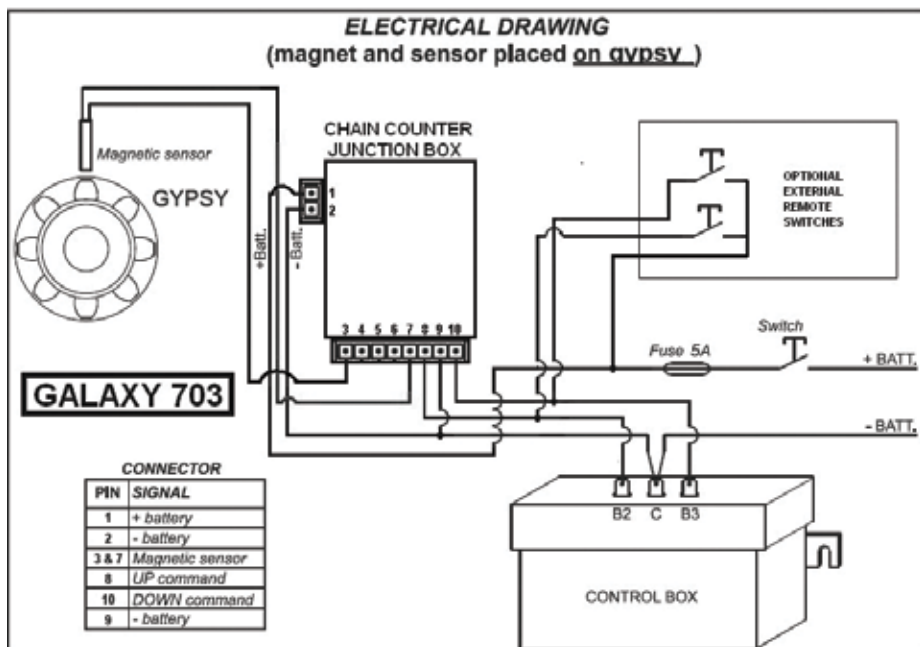 ELECTRICAL DRAWING
(magnet and sensor placed on gypsy )
Magnetic sensor
GYPSY
CHAIN COUNTER
JUNCTION BOX
1
2
+Batt.
- Batt.
3 4 5 6 7 8 9 10
OPTIONAL
EXTERNAL
REMOTE
SWITCHES
Fuse 5A
Switch
+ BATT.
- BATT.
GALAXY 703
CONNECTOR
PIN SIGNAL
1 + battery
2 - battery
3 & 7 Magnetic sensor
8 UP command
10 DOWN command
9 - battery
B2 C B3
CONTROL BOX